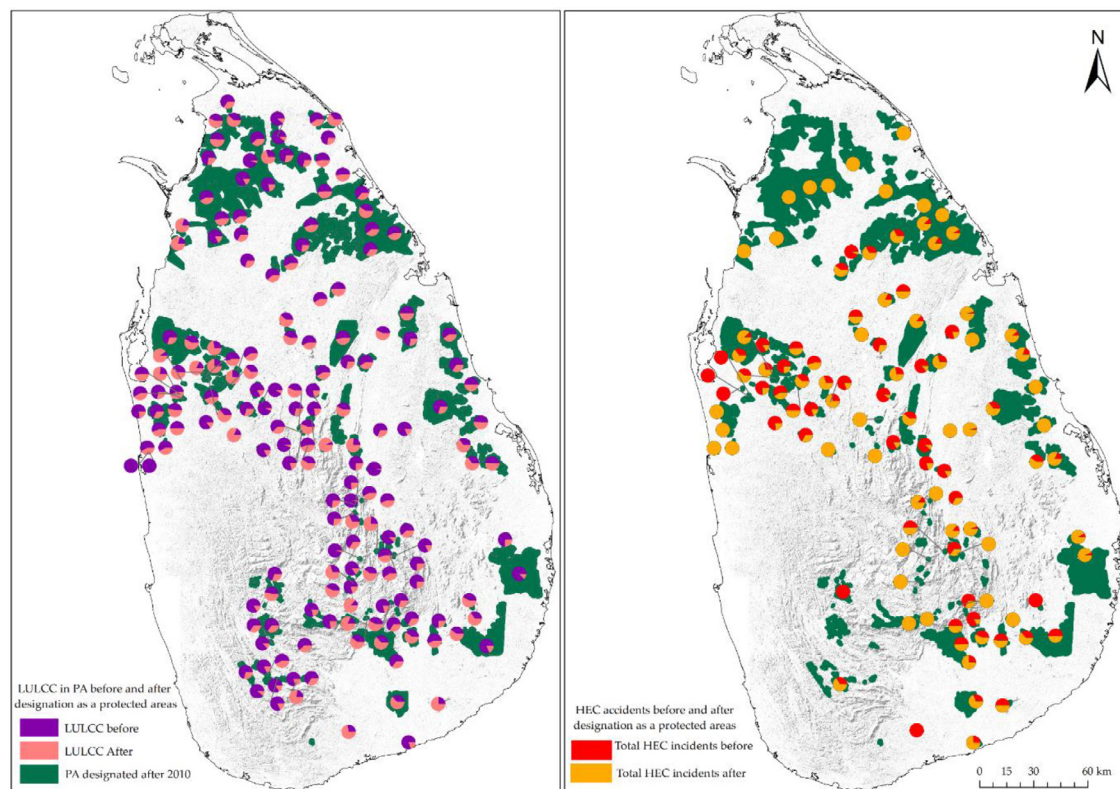 N
LULCC in PA before and after
designation as a protected areas
LULCC before
LULCC After
PA designated after 2010
HEC accidents before and after
designation as a protected areas
Total HEC incidents before
Total HEC incidents after
0 15 30 60 km